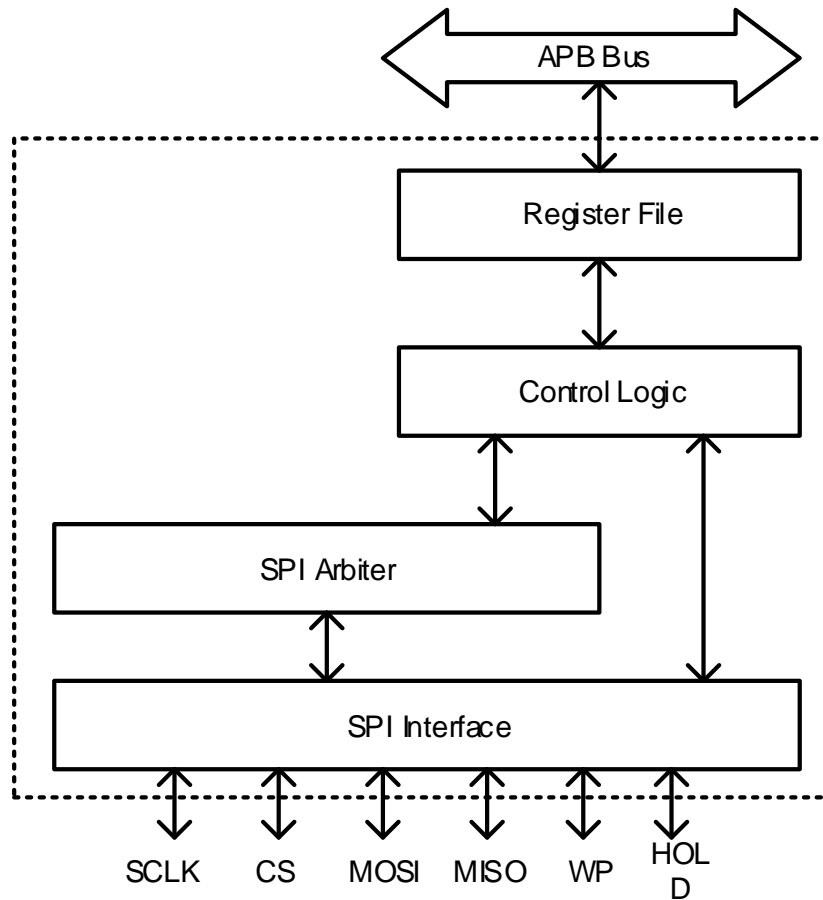 APB Bus
Register File
Control Logic
SPI Arbiter
SPI Interface
SCLK CS MOSI MISO WP HOL
D